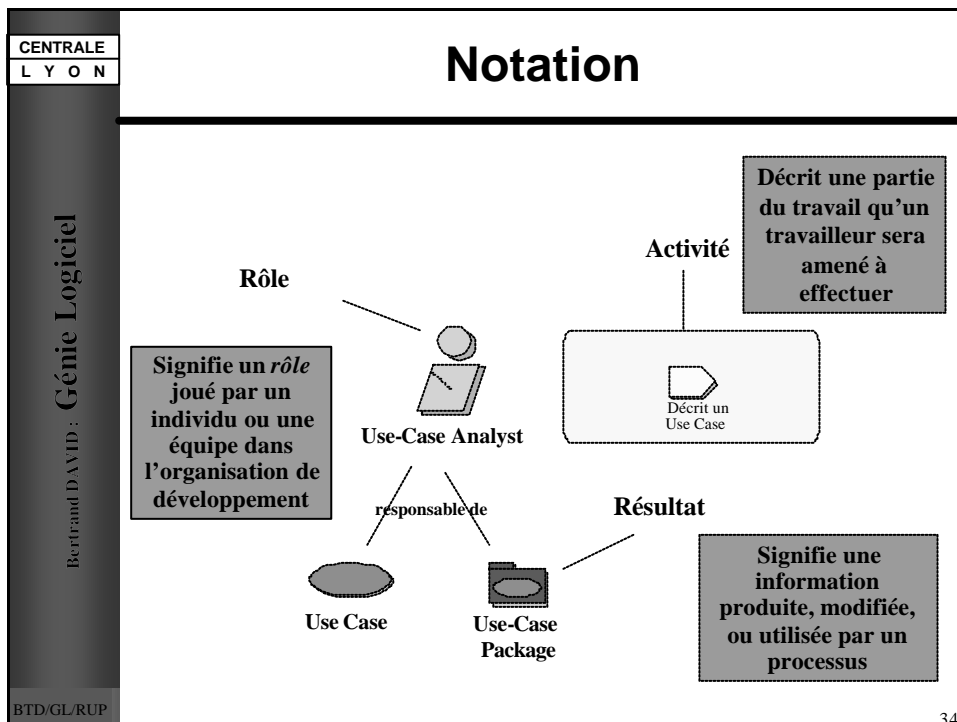 CENTRALE
L Y O N
Notation
Bertrand DAVID : Génie Logiciel
Rôle
Activité
Décrit une partie
du travail qu'un
travailleur sera
amené à
effectuer
Signifie un rôle
joué par un
individu ou une
équipe dans
l'organisation de
développement
Use-Case Analyst
Décrit un
Use Case
responsable de
Résultat
Use Case
Use-Case
Package
Signifie une
information
produite, modifiée,
ou utilisée par un
processus
BTD/GL/RUP
34